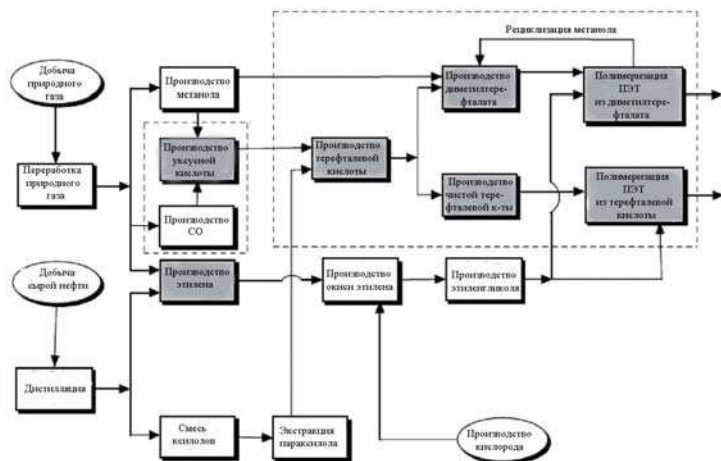 Рециклизация метанола
Добыча
природного
газа
Производство
метанола
Производство
диметилтере-
фталата
Полимеризация
ПЭТ
из диметилтере-
фталата
Производство
уксусной
кислоты
Производство
терефталевой
кислоты
Переработка
природного
газа
Производство
чистой тере-
фталевой к-ты
Полимеризация
ПЭТ
из терефталевой
кислоты
Производство
CO
Добыча
сырой нефти
Производство
этилена
Производство
окиси этилена
Производство
этиленгликоля
Дистилляция
Смесь
ксилолов
Экстракция
параксилола
Производство
кислорода